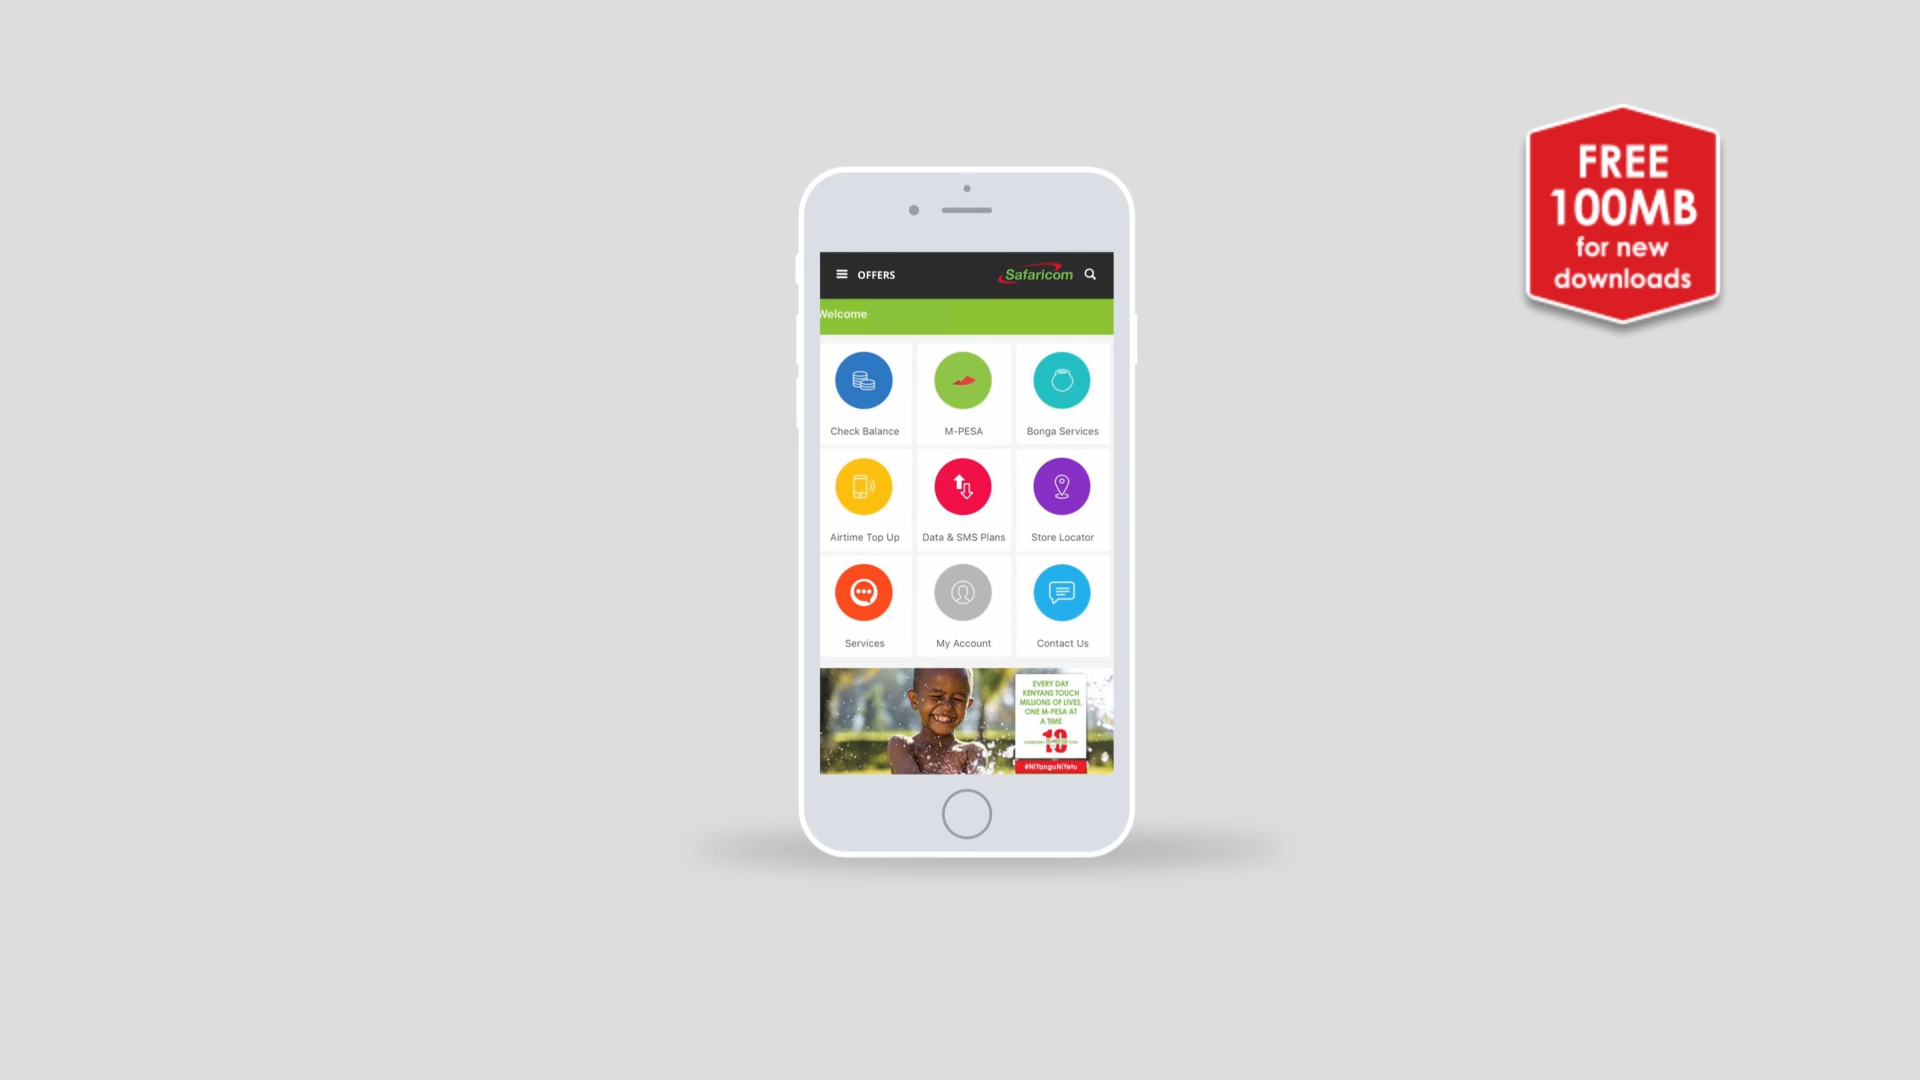 FREE
100MB
for new
downloads
OFFERS
Safaricom
Welcome
Check Balance
M-PESA
Bonga Services
Airtime Top Up
Data & SMS Plans
Store Locator
Services
My Account
Contact Us
EVERY DAY
KENYANS TOUCH
MILLIONS OF LIVES,
ONE M-PESA AT
A TIME
10
#NiYanguNiYetu